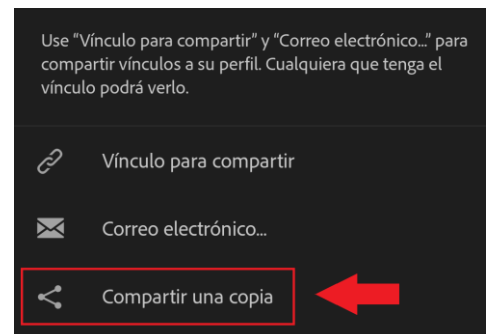 Use “Vínculo para compartir” y “Correo electrónico...” para
compartir vínculos a su perfil. Cualquiera que tenga el
vínculo podrá verlo.
Vínculo para compartir
Correo electrónico...
Compartir una copia